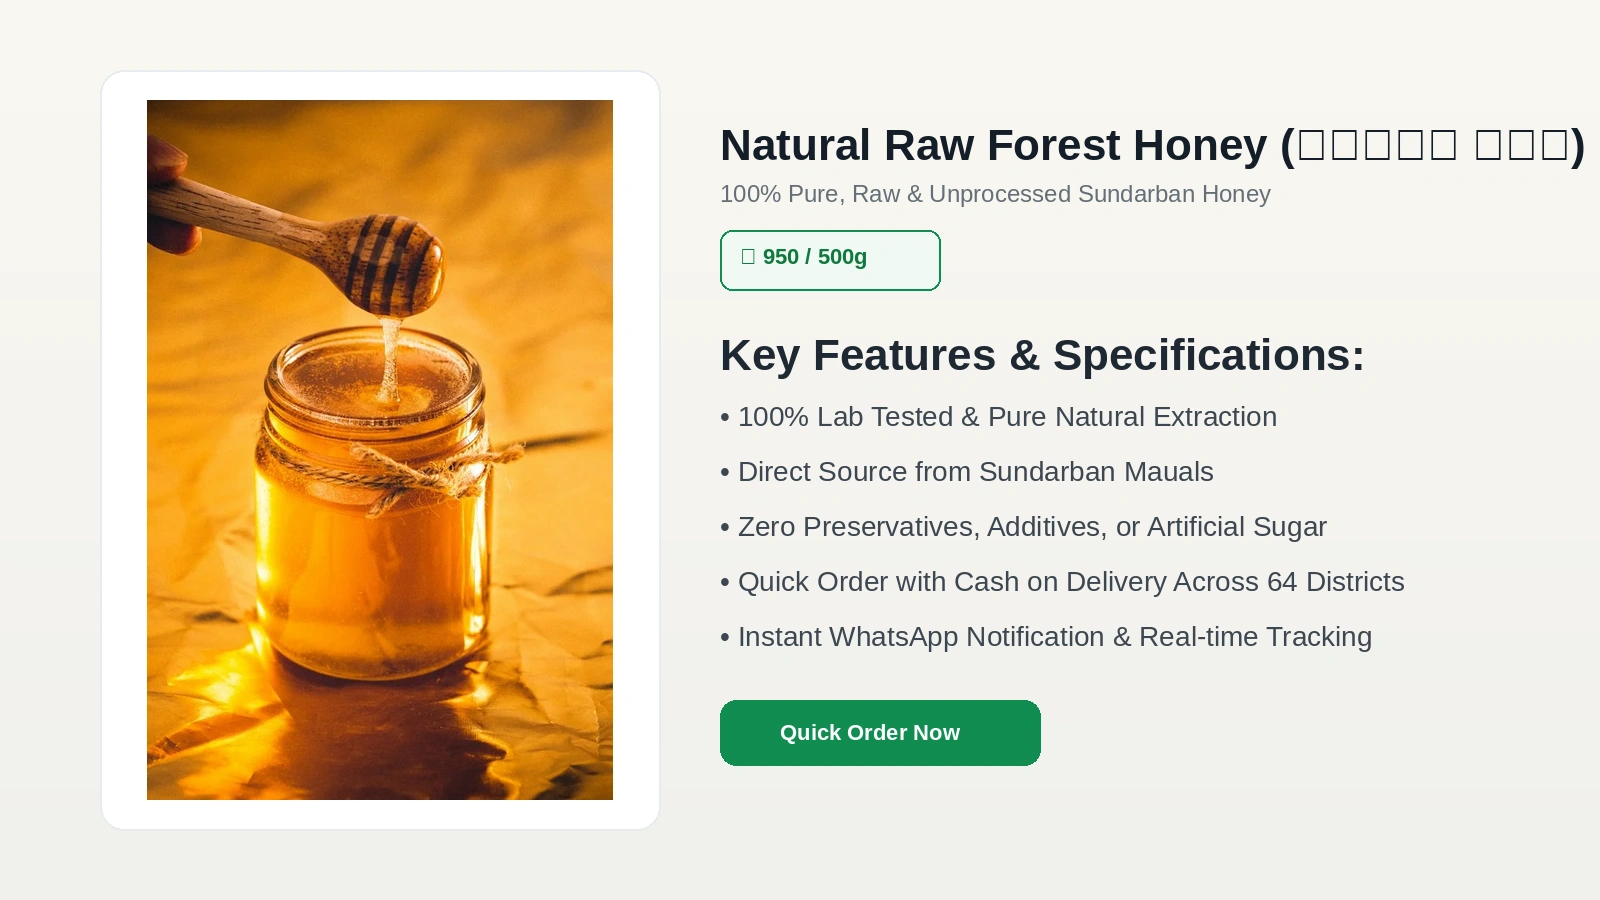 Natural Raw Forest Honey (□□□□□ □□□)
100% Pure, Raw & Unprocessed Sundarban Honey
□ 950 / 500g
Key Features & Specifications:
• 100% Lab Tested & Pure Natural Extraction
• Direct Source from Sundarban Mauals
• Zero Preservatives, Additives, or Artificial Sugar
• Quick Order with Cash on Delivery Across 64 Districts
• Instant WhatsApp Notification & Real-time Tracking
Quick Order Now